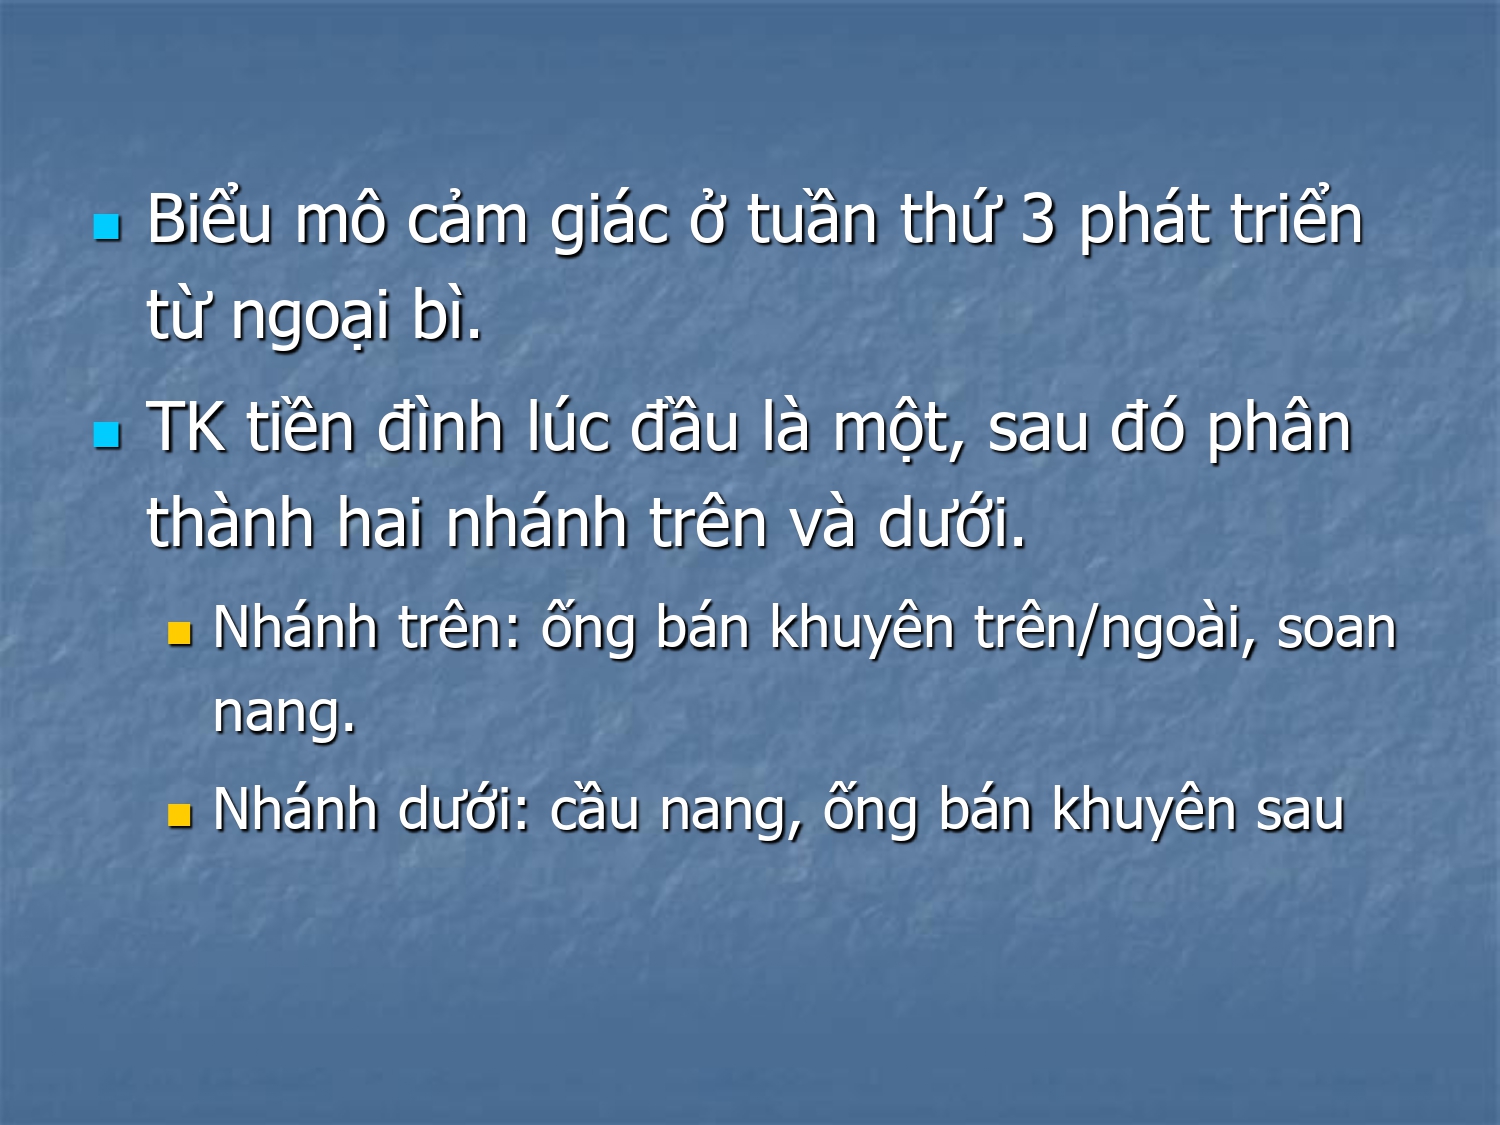 Biểu mô cảm giác ở tuần thứ 3 phát triển
từ ngoại bì.
TK tiền đình lúc đầu là một, sau đó phân
thành hai nhánh trên và dưới.
Nhánh trên: ống bán khuyên trên/ngoài, soan
nang.
Nhánh dưới: cầu nang, ống bán khuyên sau